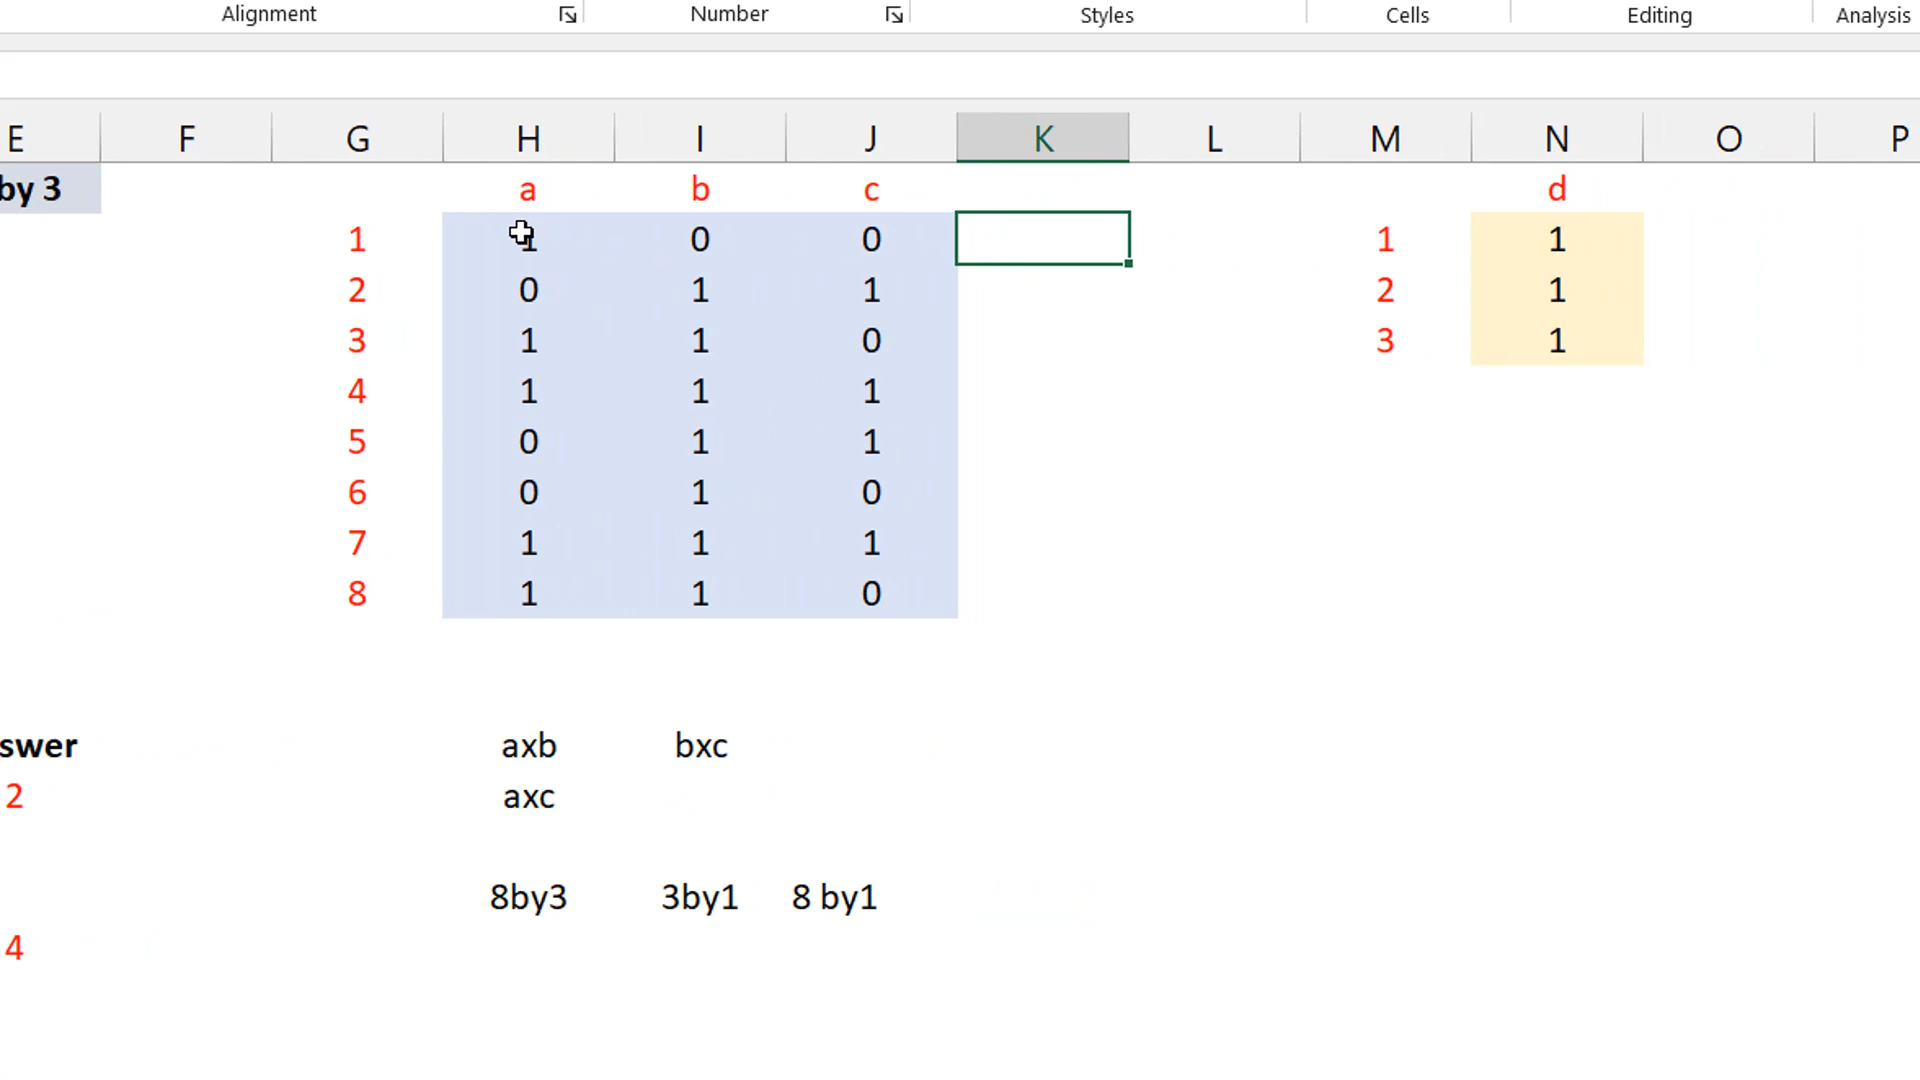 Alignment Number Styles Cells Editing Analysis
E F G H I J K L M N O P
by 3 a b c d
1 1 0 0 1 1
2 0 1 1 2 1
3 1 1 0 3 1
4 1 1 1
5 0 1 1
6 0 1 0
7 1 1 1
8 1 1 0
swer axb bxc
2 axc
8by3 3by1 8 by1
4